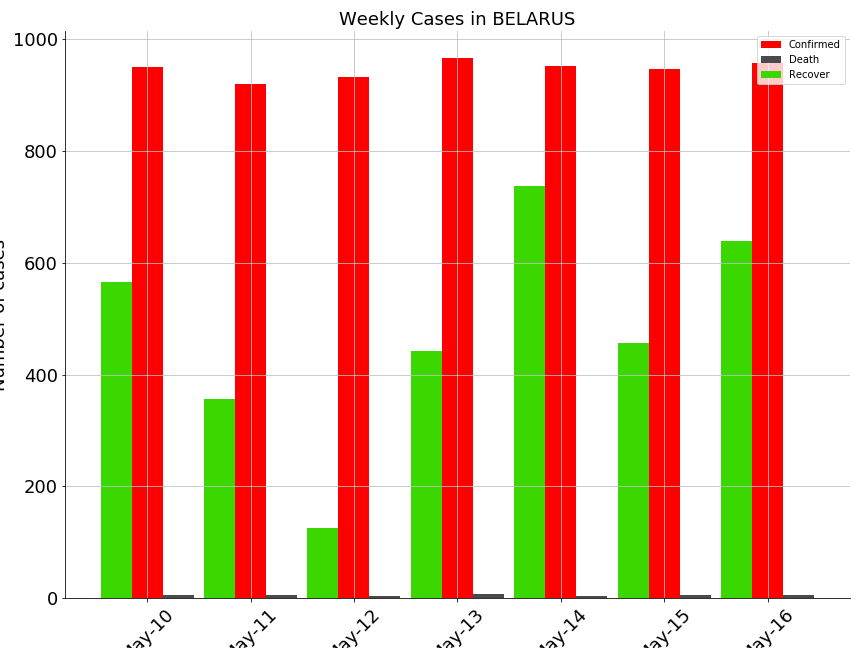 Weekly Cases in BELARUS
Confirmed
Death
Recover
1000
800
600
400
200
0
Number of cases
May-10
May-11
May-12
May-13
May-14
May-15
May-16